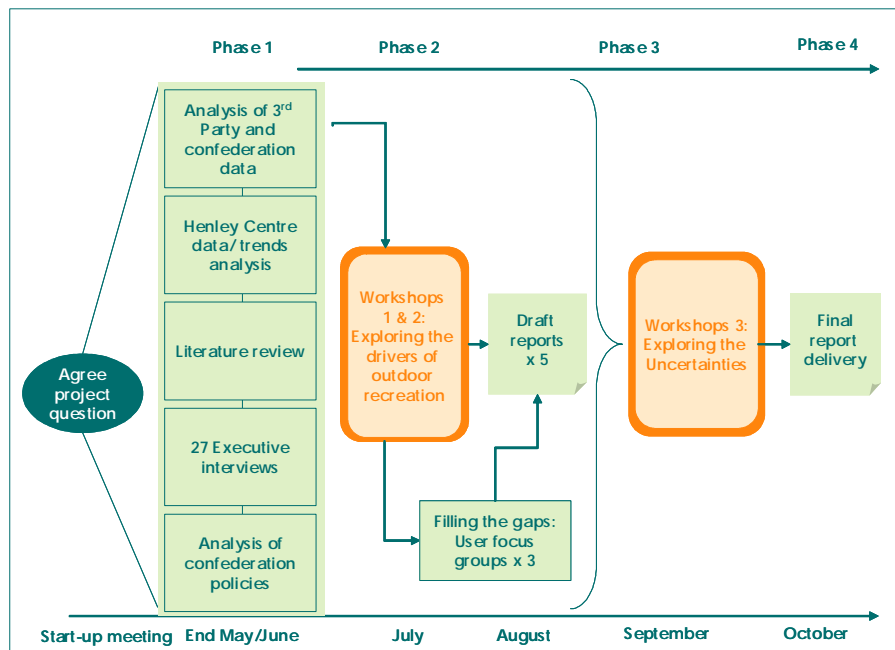 Phase 1
Phase 2
Phase 3
Phase 4
Agree
project
question
Analysis of 3rd
Party and
confederation
data
Henley Centre
data/ trends
analysis
Literature review
27 Executive
interviews
Analysis of
confederation
policies
Workshops
1 & 2:
Exploring the
drivers of
outdoor
recreation
Draft
reports
x 5
Filling the gaps:
User focus
groups x 3
Workshops 3:
Exploring the
Uncertainties
Final
report
delivery
Start-up meeting
End May/June
July
August
September
October